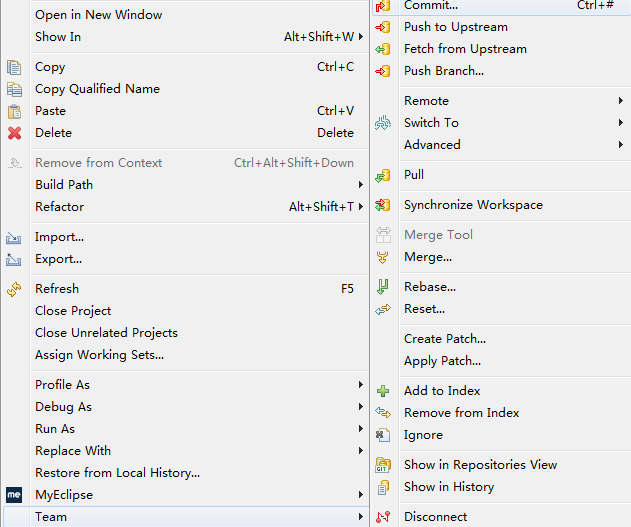 Open in New Window
Show In Alt+Shift+W
Copy Ctrl+C
Copy Qualified Name
Paste Ctrl+V
Delete Delete
Remove from Context Ctrl+Alt+Shift+Down
Build Path
Refactor Alt+Shift+T
Import...
Export...
Refresh F5
Close Project
Close Unrelated Projects
Assign Working Sets...
Profile As
Debug As
Run As
Replace With
Restore from Local History...
me MyEclipse
Team
Commit... Ctrl+#
Push to Upstream
Fetch from Upstream
Push Branch...
Remote
Switch To
Advanced
Pull
Synchronize Workspace
Merge Tool
Merge...
Rebase...
Reset...
Create Patch...
Apply Patch...
Add to Index
Remove from Index
Ignore
GIT Show in Repositories View
Show in History
Disconnect